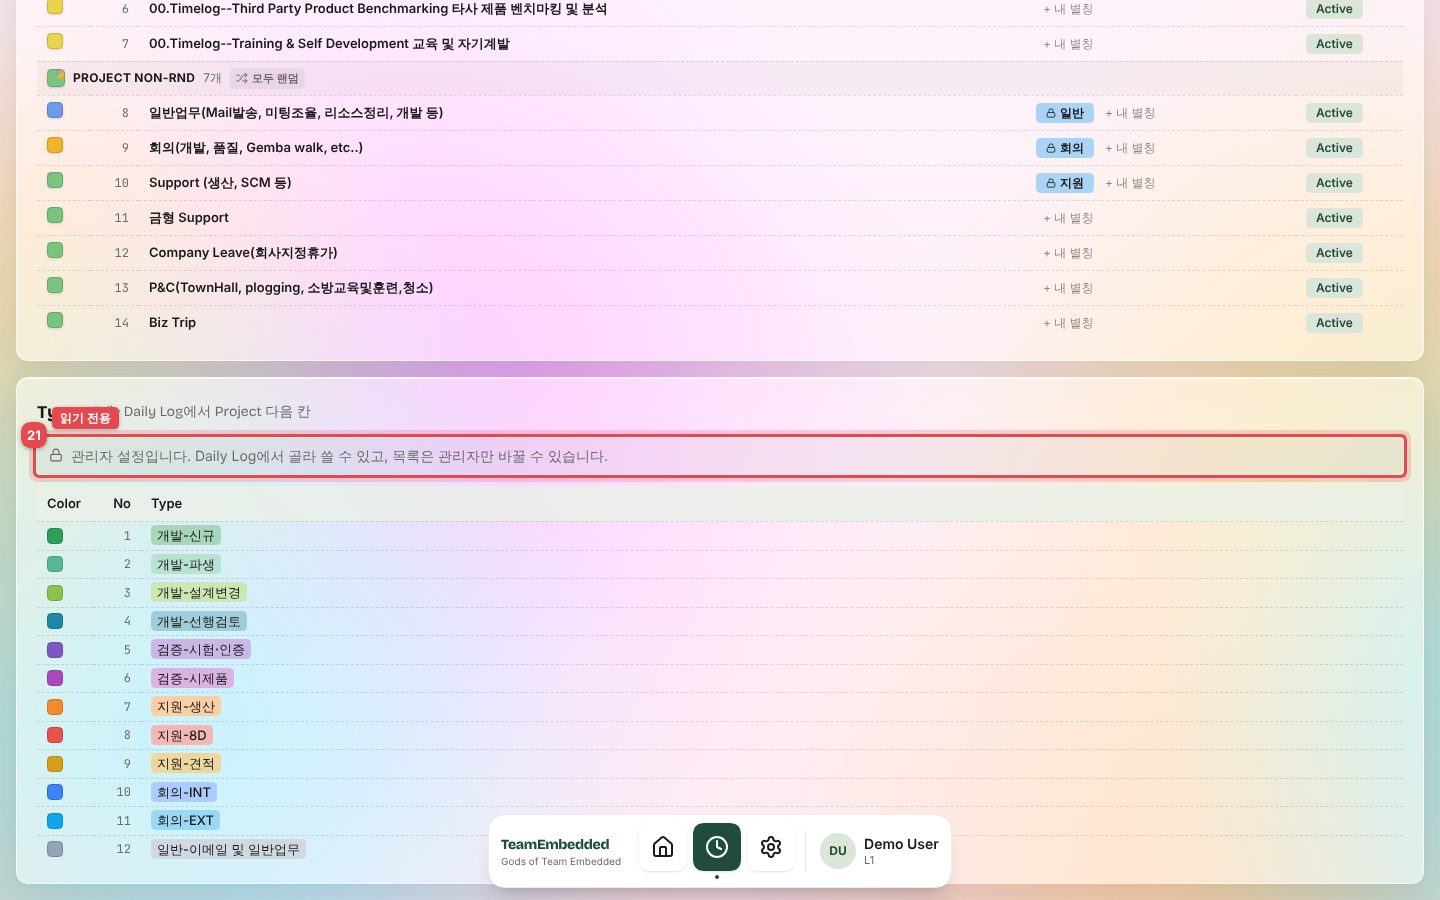 6 00.Timelog--Third Party Product Benchmarking 타사 제품 벤치마킹 및 분석 + 내 별칭 Active
7 00.Timelog--Training & Self Development 교육 및 자기계발 + 내 별칭 Active
PROJECT NON-RND 7개 모두 랜덤
8 일반업무(Mail발송, 미팅조율, 리소스정리, 개발 등) 일반 + 내 별칭 Active
9 회의(개발, 품질, Gemba walk, etc..) 회의 + 내 별칭 Active
10 Support (생산, SCM 등) 지원 + 내 별칭 Active
11 금형 Support + 내 별칭 Active
12 Company Leave(회사지정휴가) + 내 별칭 Active
13 P&C(TownHall, plogging, 소방교육및훈련,청소) + 내 별칭 Active
14 Biz Trip + 내 별칭 Active
Daily Log에서 Project 다음 칸
읽기 전용
21
관리자 설정입니다. Daily Log에서 골라 쓸 수 있고, 목록은 관리자만 바꿀 수 있습니다.
Color No Type
1 개발-신규
2 개발-파생
3 개발-설계변경
4 개발-선행검토
5 검증-시험·인증
6 검증-시제품
7 지원-생산
8 지원-8D
9 지원-견적
10 회의-INT
11 회의-EXT
12 일반-이메일 및 일반업무
TeamEmbedded
Gods of Team Embedded
DU
Demo User
L1